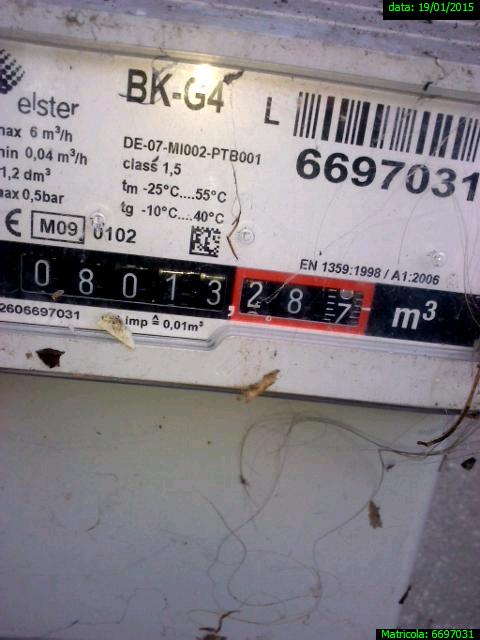 data: 19/01/2015
elster
BK-G4
L
6697031
max 6 m³/h
min 0,04 m³/h
1,2 dm³
max 0,5bar
DE-07-MI002-PTB001
class 1,5
tm -25°C....55°C
tg -10°C....40°C
CE M09 0102
EN 1359:1998 / A1:2006
08013,287 m³
2606697031
1 imp ≙ 0,01m³
Matricola: 6697031